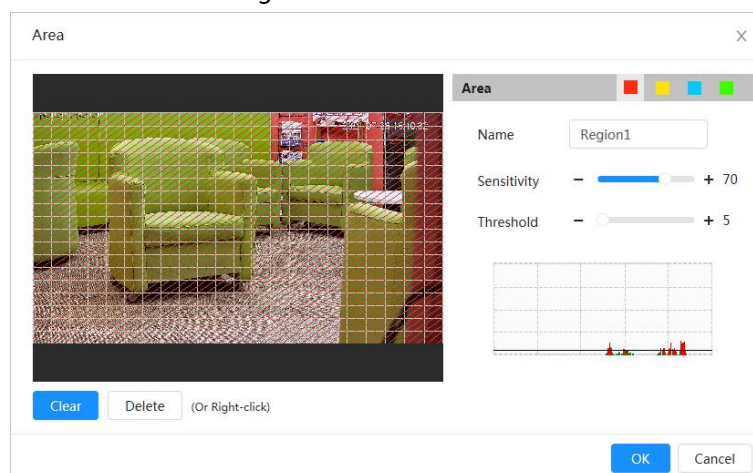 Area
Area
Name
Region1
Sensitivity
- + 70
Threshold
- + 5
Clear
Delete
(Or Right-click)
OK
Cancel